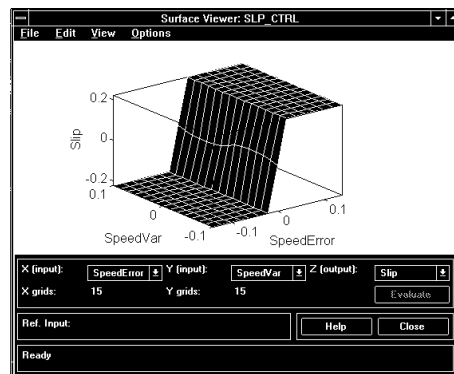 Surface Viewer: SLP_CTRL
File Edit View Options
0.2
0
-0.2
Slip
0.1
0
-0.1
SpeedVar
-0.1
0
0.1
SpeedError
X (input): SpeedError Y (input): SpeedVar Z (output): Slip
X grids: 15 Y grids: 15 Evaluate
Ref. Input: Help Close
Ready